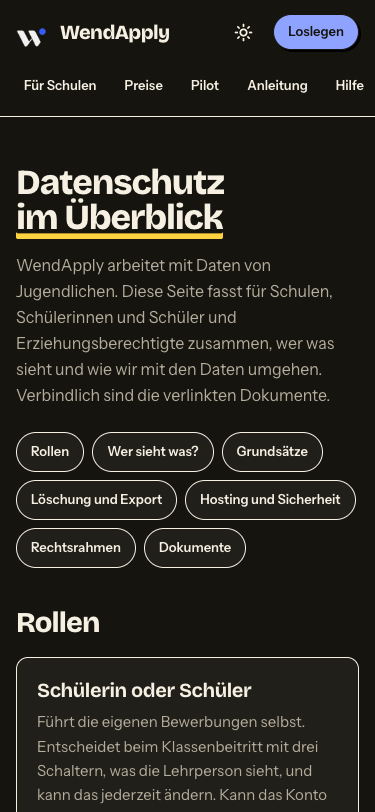 WendApply
Loslegen
Für Schulen Preise Pilot Anleitung Hilfe
Datenschutz
im Überblick
WendApply arbeitet mit Daten von
Jugendlichen. Diese Seite fasst für Schulen,
Schülerinnen und Schüler und
Erziehungsberechtigte zusammen, wer was
sieht und wie wir mit den Daten umgehen.
Verbindlich sind die verlinkten Dokumente.
Rollen Wer sieht was? Grundsätze
Löschung und Export Hosting und Sicherheit
Rechtsrahmen Dokumente
Rollen
Schülerin oder Schüler
Führt die eigenen Bewerbungen selbst.
Entscheidet beim Klassenbeitritt mit drei
Schaltern, was die Lehrperson sieht, und
kann das jederzeit ändern. Kann das Konto